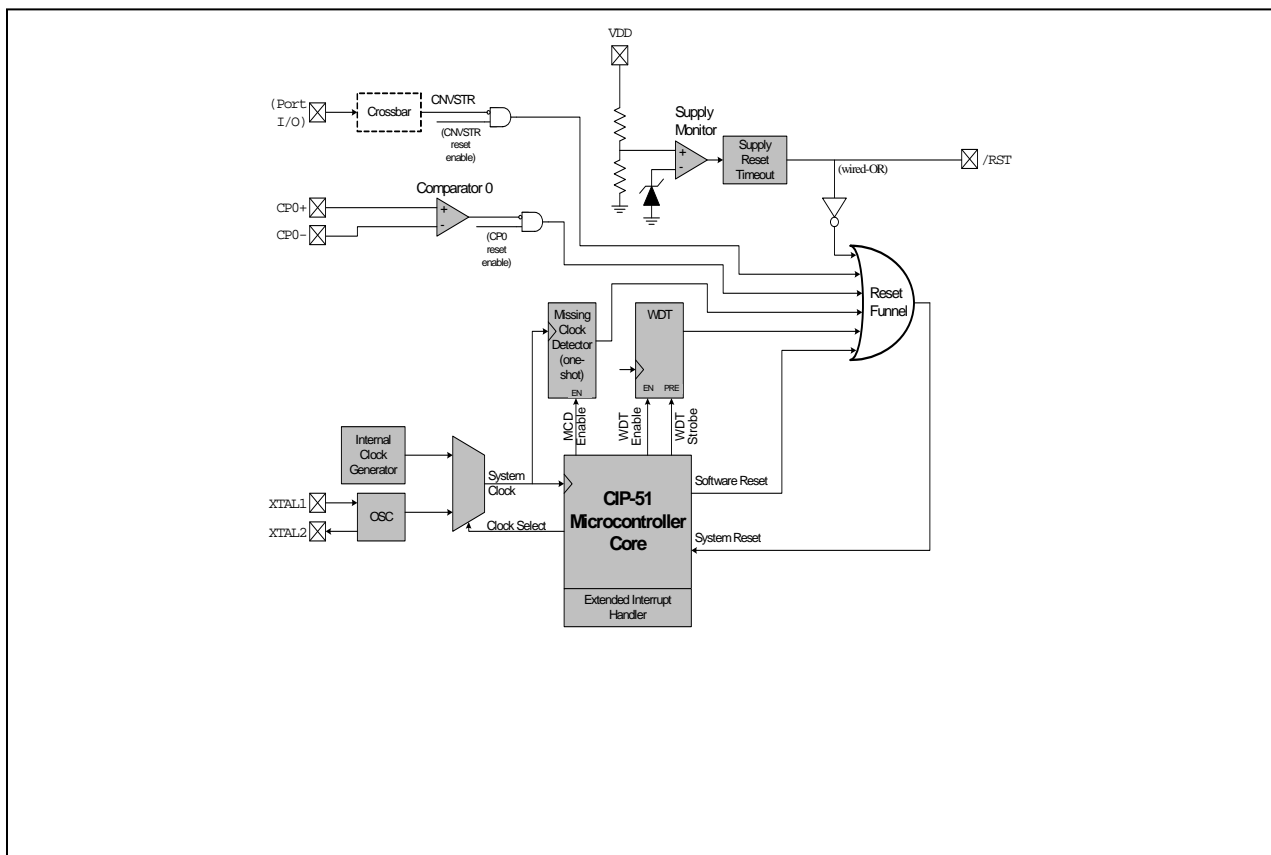 VDD
(Port
I/O)
Crossbar
CNVSTR
(CNVSTR
reset
enable)
Supply
Monitor
+
-
Supply
Reset
Timeout
(wired-OR)
/RST
Comparator 0
CP0+
CP0-
+
-
(CP0
reset
enable)
Reset
Funnel
Missing
Clock
Detector
(one-
shot)
EN
WDT
EN
PRE
MCD
Enable
WDT
Enable
WDT
Strobe
Internal
Clock
Generator
System
Clock
XTAL1
XTAL2
OSC
Clock Select
CIP-51
Microcontroller
Core
Software Reset
System Reset
Extended Interrupt
Handler